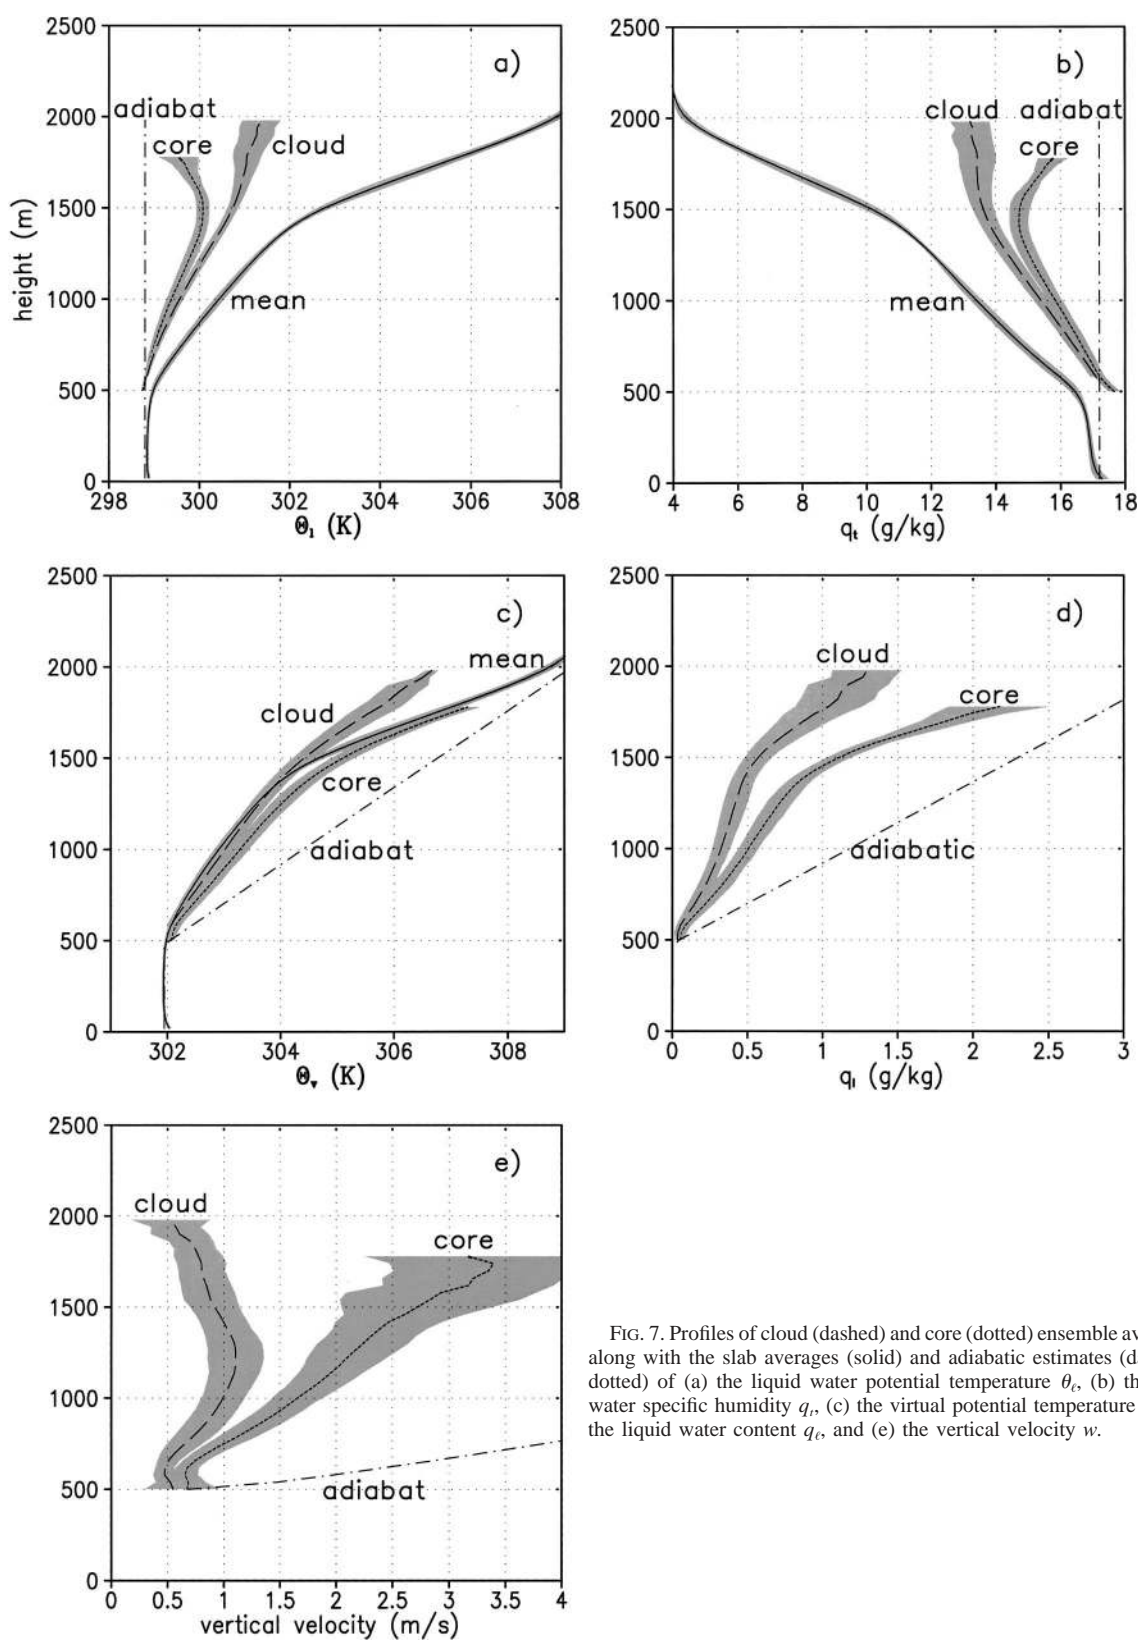 2500
2000
1500
1000
500
0
height (m)
a)
adiabat
core
cloud
mean
298 300 302 304 306 308
Θₗ (K)
2500
2000
1500
1000
500
0
b)
cloud
adiabat
core
mean
4 6 8 10 12 14 16 18
qₜ (g/kg)
2500
2000
1500
1000
500
0
c)
mean
cloud
core
adiabat
302 304 306 308
Θᵥ (K)
2500
2000
1500
1000
500
0
d)
cloud
core
adiabatic
0 0.5 1 1.5 2 2.5 3
qₗ (g/kg)
2500
2000
1500
1000
500
0
e)
cloud
core
adiabat
0 0.5 1 1.5 2 2.5 3 3.5 4
vertical velocity (m/s)
FIG. 7. Profiles of cloud (dashed) and core (dotted) ensemble av
along with the slab averages (solid) and adiabatic estimates (d
dotted) of (a) the liquid water potential temperature θℓ, (b) th
water specific humidity qₜ, (c) the virtual potential temperature
the liquid water content qℓ, and (e) the vertical velocity w.